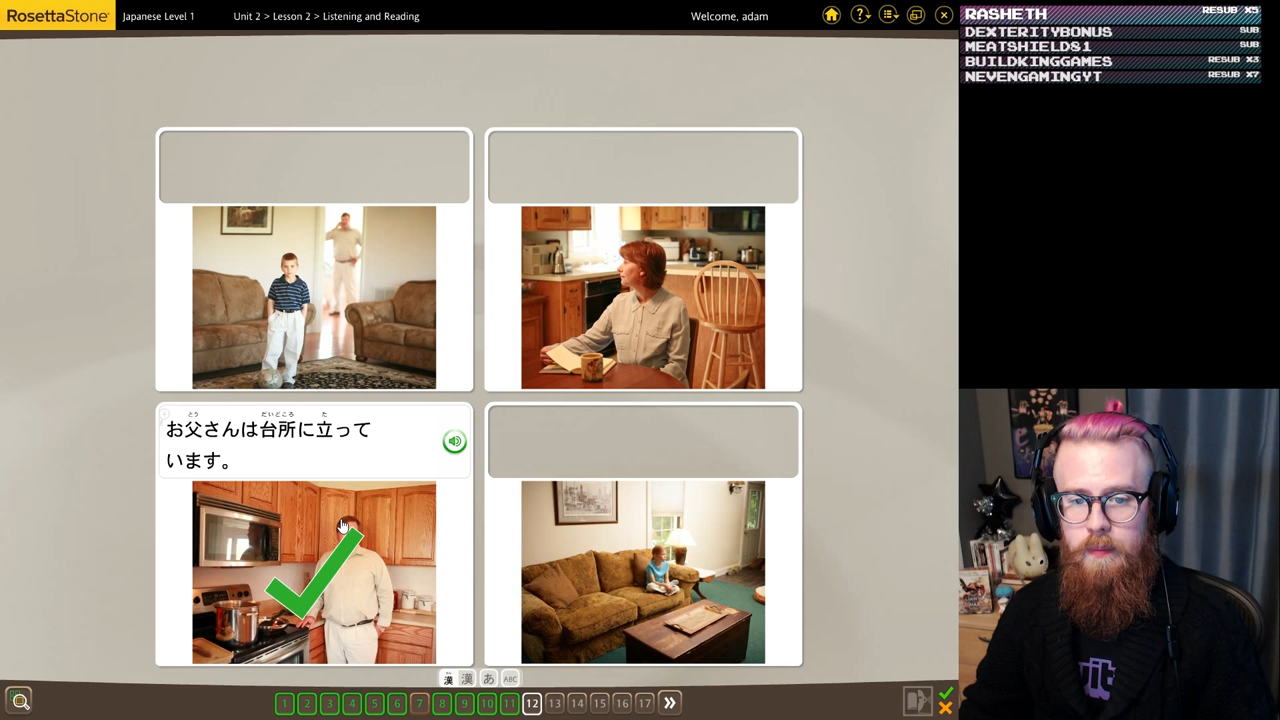 RosettaStone
Japanese Level 1
Unit 2 > Lesson 2 > Listening and Reading
Welcome, adam
RASHETH RESUB X5
DEXTERITYBONUS SUB
MEATSHIELD81 SUB
BUILDKINGGAMES RESUB X3
NEVENGAMINGYT RESUB X7
とう だいどころ た
お父さんは台所に立って
います。
漢 漢 あ ABC
1 2 3 4 5 6 7 8 9 10 11 12 13 14 15 16 17